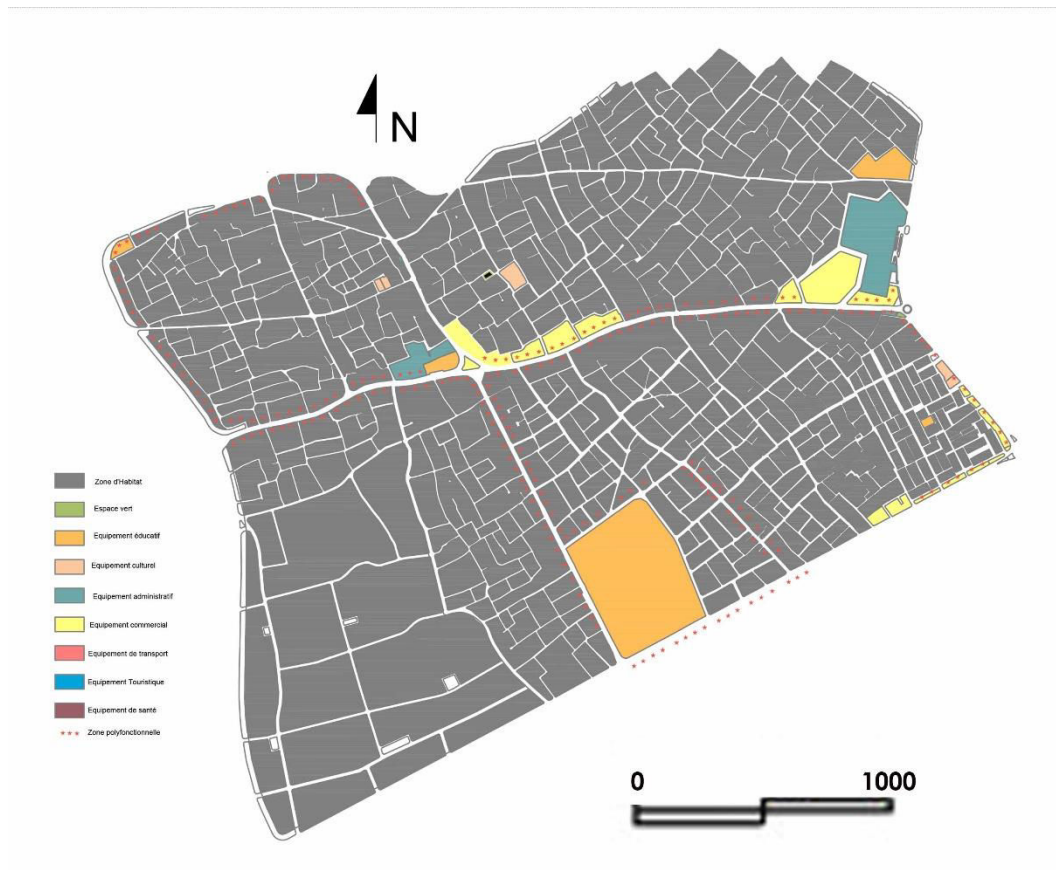 N
Zone d'Habitat
Espace vert
Equipement éducatif
Equipement culturel
Equipement administratif
Equipement commercial
Equipement de transport
Equipement Touristique
Equipement de santé
Zone polyfonctionnelle
0 1000